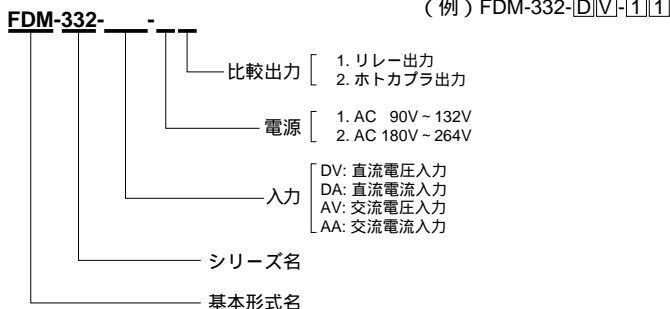 (例) FDM-332-DV-11
FDM-332-   -
比較出力 1. リレー出力
2. ホトカプラ出力
電源 1. AC 90V~132V
2. AC 180V~264V
入力 DV: 直流電圧入力
DA: 直流電流入力
AV: 交流電圧入力
AA: 交流電流入力
シリーズ名
基本形式名